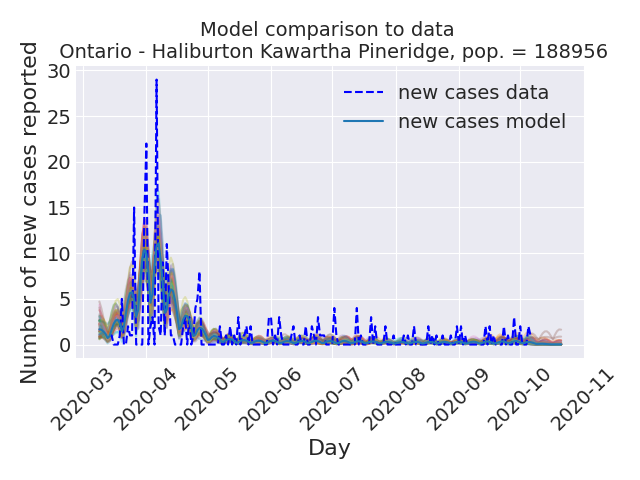 Model comparison to data
Ontario - Haliburton Kawartha Pineridge, pop. = 188956
Number of new cases reported
30
25
20
15
10
5
0
new cases data
new cases model
2020-03
2020-04
2020-05
2020-06
2020-07
2020-08
2020-09
2020-10
2020-11
Day